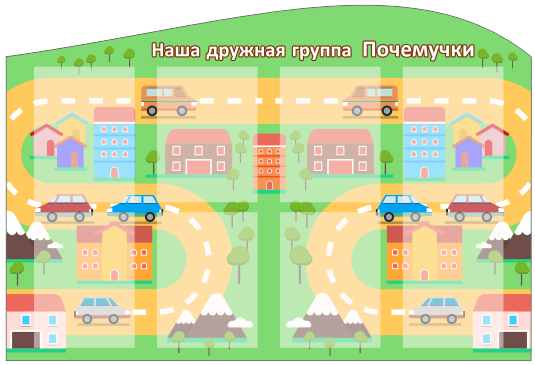 Наша дружная группа Почемучки